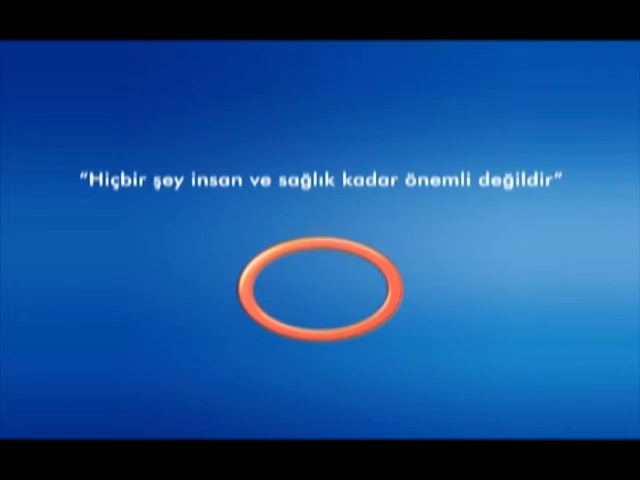 “Hiçbir şey insan ve sağlık kadar önemli değildir”